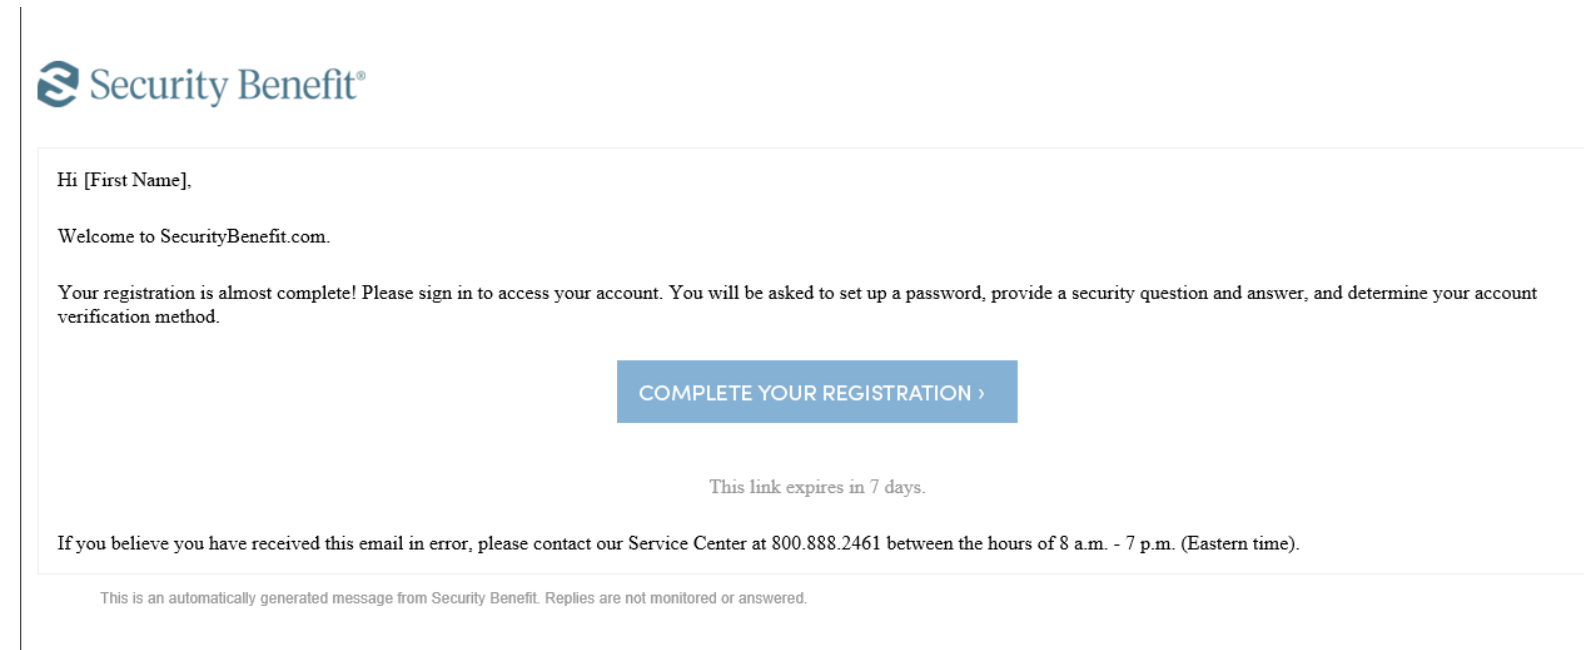 Security Benefit®
Hi [First Name],
Welcome to SecurityBenefit.com.
Your registration is almost complete! Please sign in to access your account. You will be asked to set up a password, provide a security question and answer, and determine your account
verification method.
COMPLETE YOUR REGISTRATION ›
This link expires in 7 days.
If you believe you have received this email in error, please contact our Service Center at 800.888.2461 between the hours of 8 a.m. - 7 p.m. (Eastern time).
This is an automatically generated message from Security Benefit. Replies are not monitored or answered.